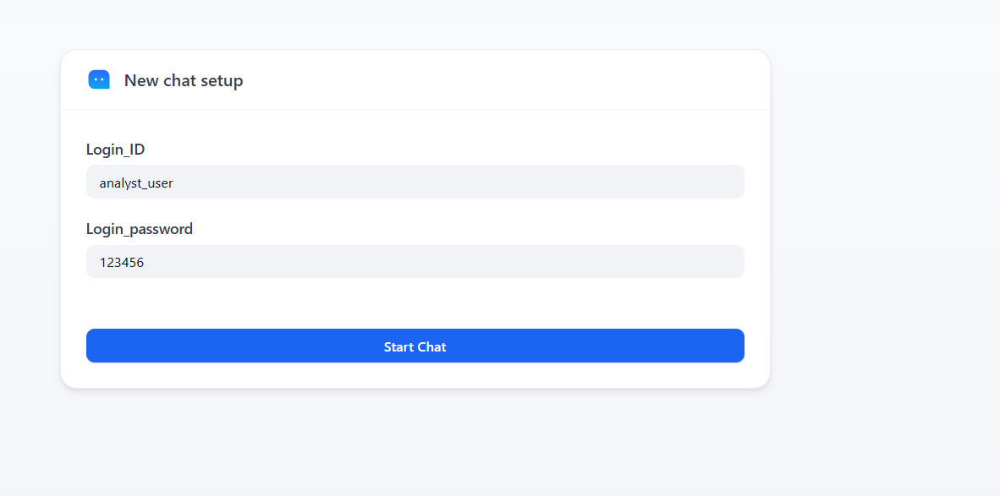 New chat setup
Login_ID
analyst_user
Login_password
123456
Start Chat